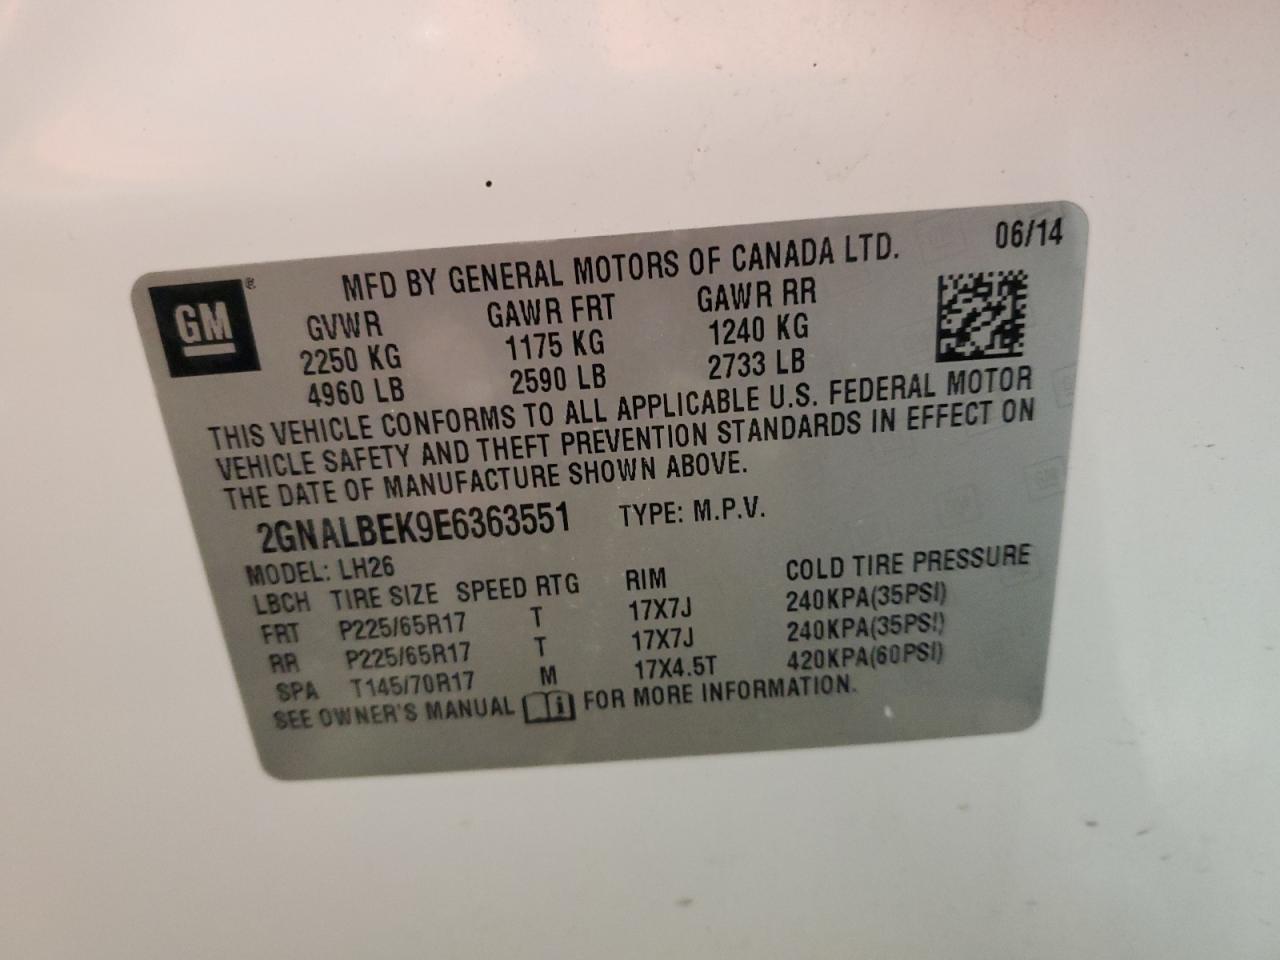 MFD BY GENERAL MOTORS OF CANADA LTD. 06/14
GM ®
GVWR GAWR FRT GAWR RR
2250 KG 1175 KG 1240 KG
4960 LB 2590 LB 2733 LB
THIS VEHICLE CONFORMS TO ALL APPLICABLE U.S. FEDERAL MOTOR
VEHICLE SAFETY AND THEFT PREVENTION STANDARDS IN EFFECT ON
THE DATE OF MANUFACTURE SHOWN ABOVE.
2GNALBEK9E6363551 TYPE: M.P.V.
MODEL: LH26
LBCH TIRE SIZE SPEED RTG RIM COLD TIRE PRESSURE
FRT P225/65R17 T 17X7J 240KPA(35PSI)
RR P225/65R17 T 17X7J 240KPA(35PSI)
SPA T145/70R17 M 17X4.5T 420KPA(60PSI)
SEE OWNER'S MANUAL i FOR MORE INFORMATION.